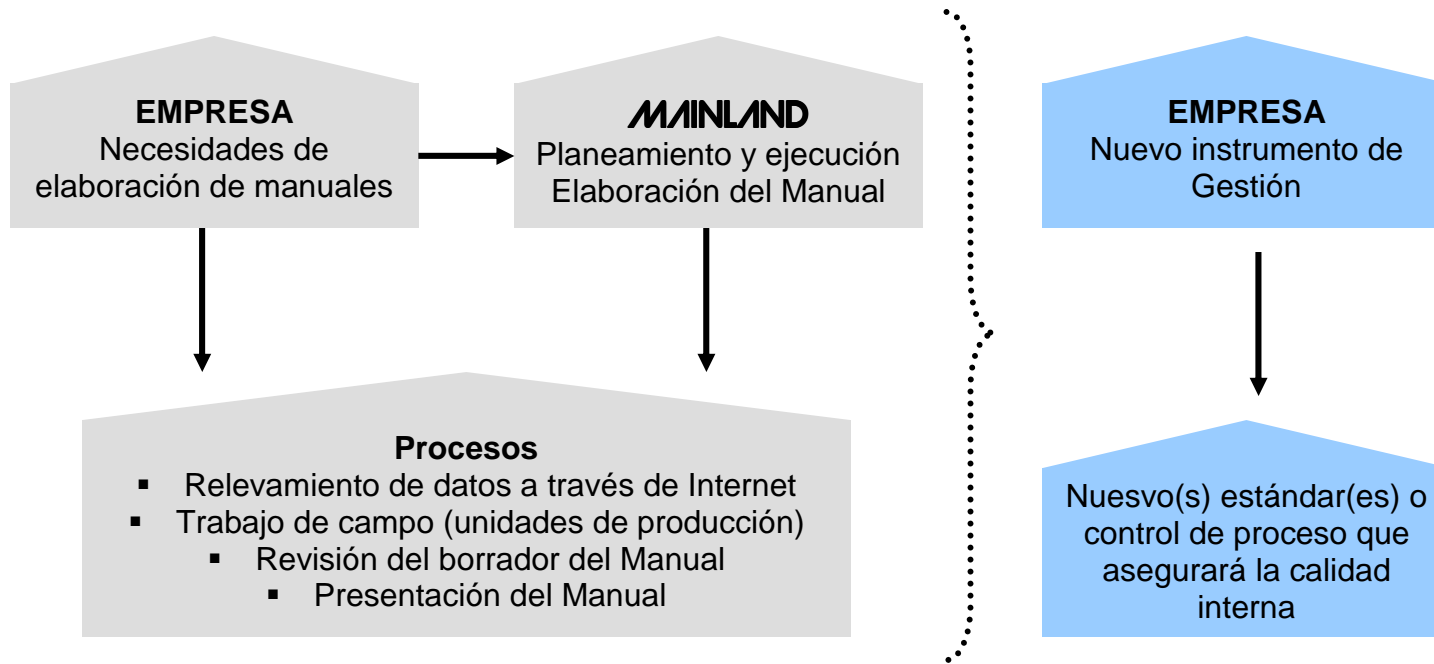 EMPRESA
Necesidades de
elaboración de manuales
MAINLAND
Planeamiento y ejecución
Elaboración del Manual
EMPRESA
Nuevo instrumento de
Gestión
Procesos
▪ Relevamiento de datos a través de Internet
▪ Trabajo de campo (unidades de producción)
▪ Revisión del borrador del Manual
▪ Presentación del Manual
Nuesvo(s) estándar(es) o
control de proceso que
asegurará la calidad
interna